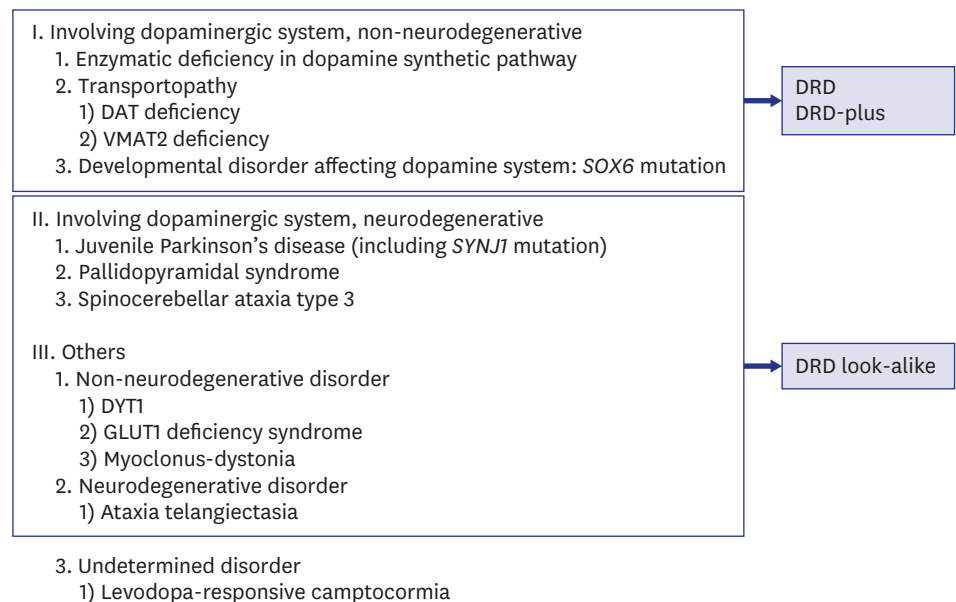 I. Involving dopaminergic system, non-neurodegenerative
1. Enzymatic deficiency in dopamine synthetic pathway
2. Transportopathy
1) DAT deficiency
2) VMAT2 deficiency
3. Developmental disorder affecting dopamine system: SOX6 mutation
DRD
DRD-plus
II. Involving dopaminergic system, neurodegenerative
1. Juvenile Parkinson's disease (including SYNJ1 mutation)
2. Pallidopyramidal syndrome
3. Spinocerebellar ataxia type 3
III. Others
1. Non-neurodegenerative disorder
1) DYT1
2) GLUT1 deficiency syndrome
3) Myoclonus-dystonia
2. Neurodegenerative disorder
1) Ataxia telangiectasia
DRD look-alike
3. Undetermined disorder
1) Levodopa-responsive camptocormia